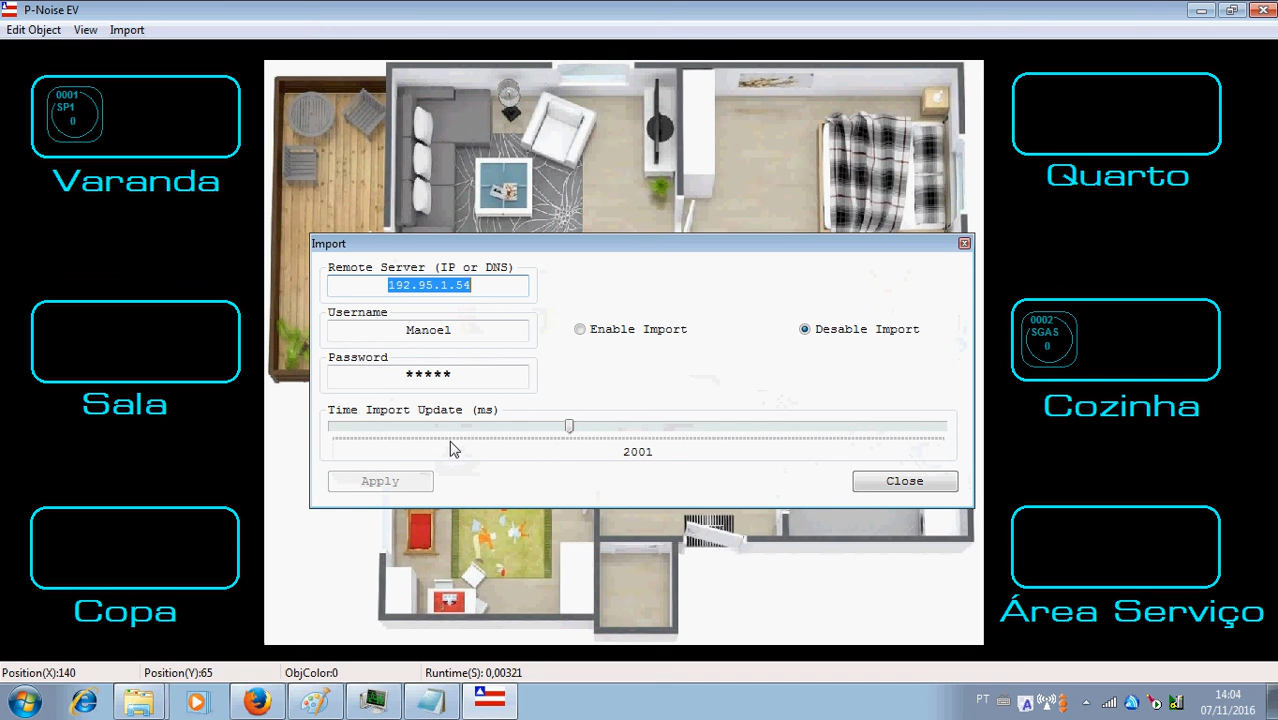 P-Noise EV
Edit Object View Import
0001
SP1
0
Varanda
Quarto
Import
Remote Server (IP or DNS)
192.95.1.54
Username
Manoel
Enable Import
Desable Import
Password
*****
Time Import Update (ms)
2001
Apply
Close
Sala
0002
SGAS
0
Cozinha
Copa
Área Serviço
Position(X):140
Position(Y):65
ObjColor:0
Runtime(S): 0,00321
PT
A
14:04
07/11/2016